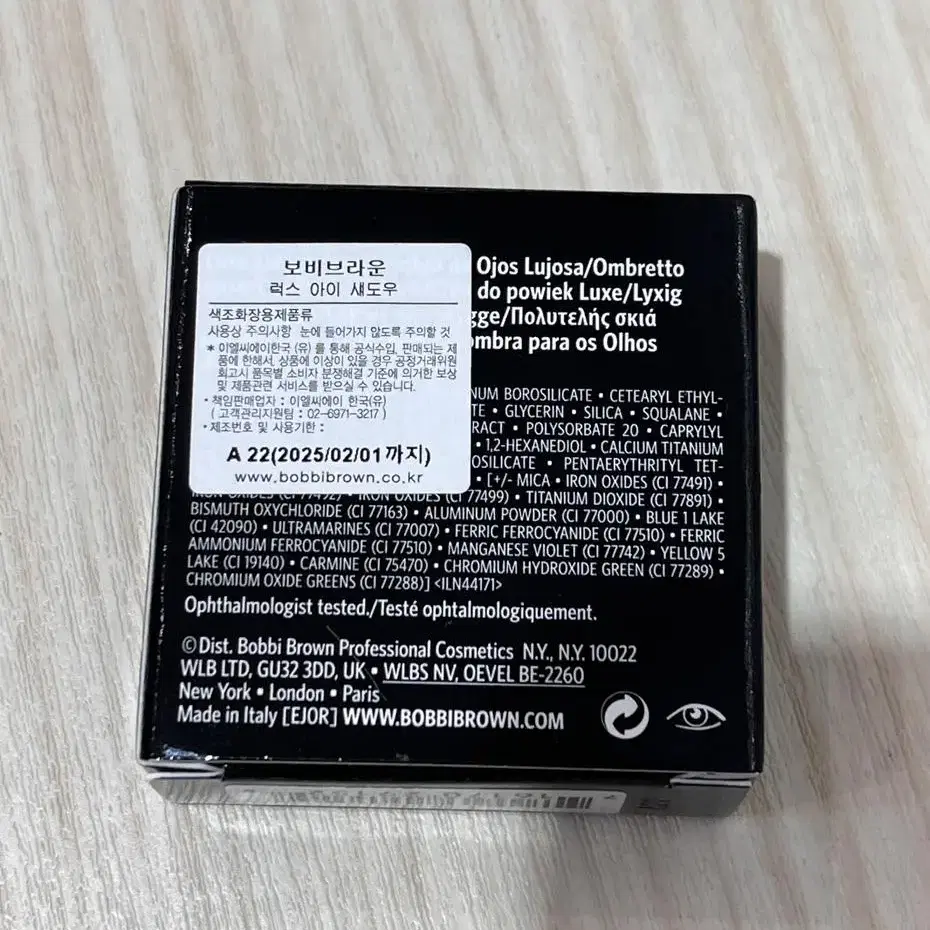 보비브라운
럭스 아이 섀도우
색조화장용제품류
사용상 주의사항 눈에 들어가지 않도록 주의할 것
* 이엘씨에이한국 (유) 를 통해 공식수입, 판매되는 제
품에 한해서, 상품에 이상이 있을 경우 공정거래위원
회고시 품목별 소비자 분쟁해결 기준에 의거한 보상
및 제품관련 서비스를 받으실 수 있습니다.
• 책임판매업자 : 이엘씨에이 한국(유)
( 고객관리지원팀 : 02-6971-3217 )
• 제조번호 및 사용기한 :
A 22(2025/02/01까지)
www.bobbibrown.co.kr
Ojos Lujosa/Ombretto
do powiek Luxe/Lyxig
gge/Πολυτελής σκιά
ombra para os Olhos
NUM BOROSILICATE • CETEARYL ETHYL-
TE • GLYCERIN • SILICA • SQUALANE •
RACT • POLYSORBATE 20 • CAPRYLYL
• 1,2-HEXANEDIOL • CALCIUM TITANIUM
OSILICATE • PENTAERYTHRITYL TET-
• [+/- MICA • IRON OXIDES (CI 77491) •
IRON OXIDES (CI 77492) • IRON OXIDES (CI 77499) • TITANIUM DIOXIDE (CI 77891) •
BISMUTH OXYCHLORIDE (CI 77163) • ALUMINUM POWDER (CI 77000) • BLUE 1 LAKE
(CI 42090) • ULTRAMARINES (CI 77007) • FERRIC FERROCYANIDE (CI 77510) • FERRIC
AMMONIUM FERROCYANIDE (CI 77510) • MANGANESE VIOLET (CI 77742) • YELLOW 5
LAKE (CI 19140) • CARMINE (CI 75470) • CHROMIUM HYDROXIDE GREEN (CI 77289) •
CHROMIUM OXIDE GREENS (CI 77288)] <ILN44171>
Ophthalmologist tested./Testé ophtalmologiquement.
© Dist. Bobbi Brown Professional Cosmetics N.Y., N.Y. 10022
WLB LTD, GU32 3DD, UK • WLBS NV, OEVEL BE-2260
New York • London • Paris
Made in Italy [EJOR] WWW.BOBBIBROWN.COM